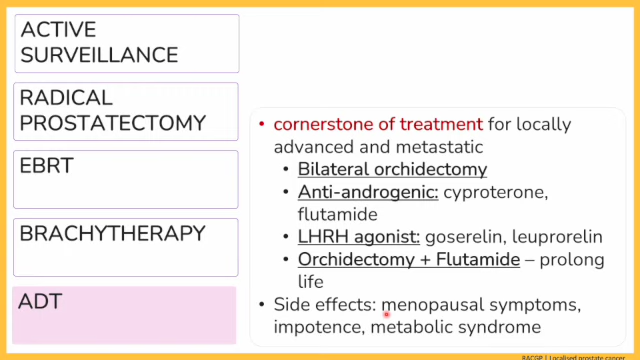 ACTIVE
SURVEILLANCE
RADICAL
PROSTATECTOMY
EBRT
BRACHYTHERAPY
ADT
• cornerstone of treatment for locally
advanced and metastatic
• Bilateral orchidectomy
• Anti-androgenic: cyproterone,
flutamide
• LHRH agonist: goserelin, leuprorelin
• Orchidectomy + Flutamide – prolong
life
• Side effects: menopausal symptoms,
impotence, metabolic syndrome
RACGP | Localised prostate cancer